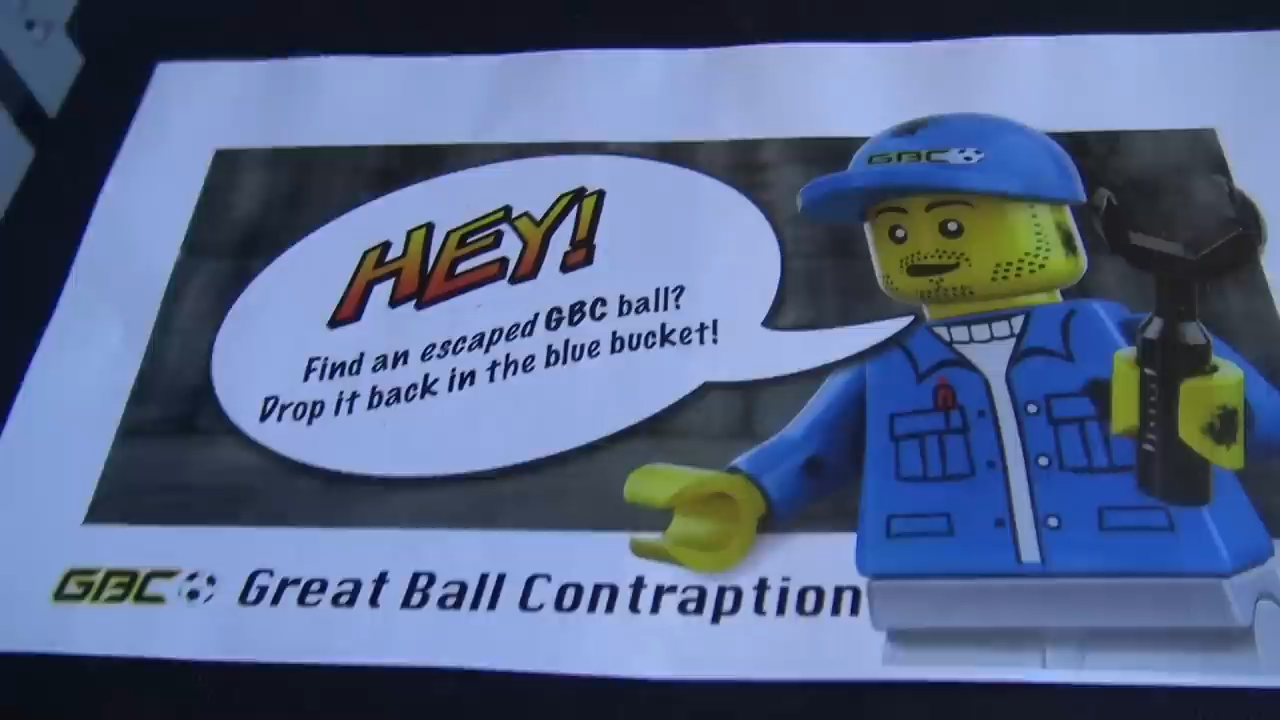 GBC
HEY!
Find an escaped GBC ball?
Drop it back in the blue bucket!
GBC Great Ball Contraption